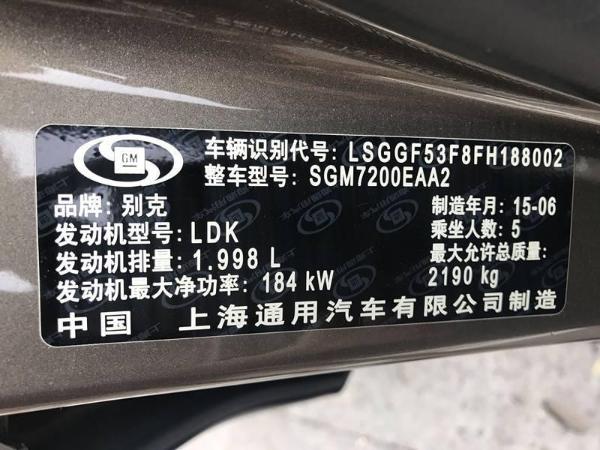 GM
车辆识别代号: LSGGF53F8FH188002
整车型号: SGM7200EAA2
品牌: 别克
制造年月: 15-06
发动机型号: LDK
乘坐人数: 5
发动机排量: 1.998 L
最大允许总质量:
发动机最大净功率: 184 kW
2190 kg
中国 上海通用汽车有限公司制造